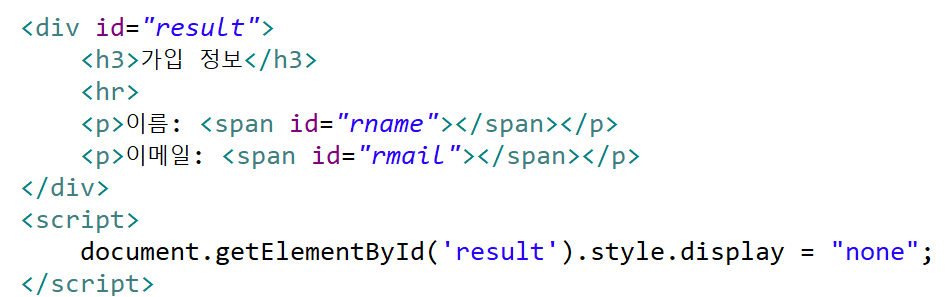 <div id="result">
    <h3>가입 정보</h3>
    <hr>
    <p>이름: <span id="rname"></span></p>
    <p>이메일: <span id="rmail"></span></p>
</div>
<script>
    document.getElementById('result').style.display = "none";
</script>